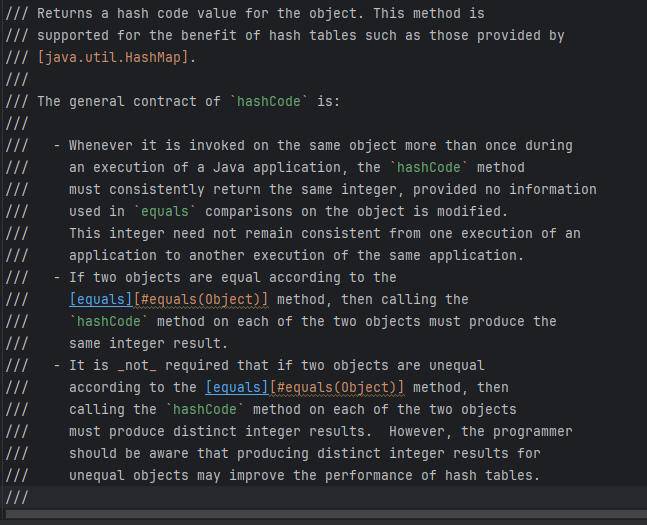 /// Returns a hash code value for the object. This method is
/// supported for the benefit of hash tables such as those provided by
/// [java.util.HashMap].
///
/// The general contract of `hashCode` is:
///
///   - Whenever it is invoked on the same object more than once during
///     an execution of a Java application, the `hashCode` method
///     must consistently return the same integer, provided no information
///     used in `equals` comparisons on the object is modified.
///     This integer need not remain consistent from one execution of an
///     application to another execution of the same application.
///   - If two objects are equal according to the
///     [equals][#equals(Object)] method, then calling the
///     `hashCode` method on each of the two objects must produce the
///     same integer result.
///   - It is _not_ required that if two objects are unequal
///     according to the [equals][#equals(Object)] method, then
///     calling the `hashCode` method on each of the two objects
///     must produce distinct integer results.  However, the programmer
///     should be aware that producing distinct integer results for
///     unequal objects may improve the performance of hash tables.
///